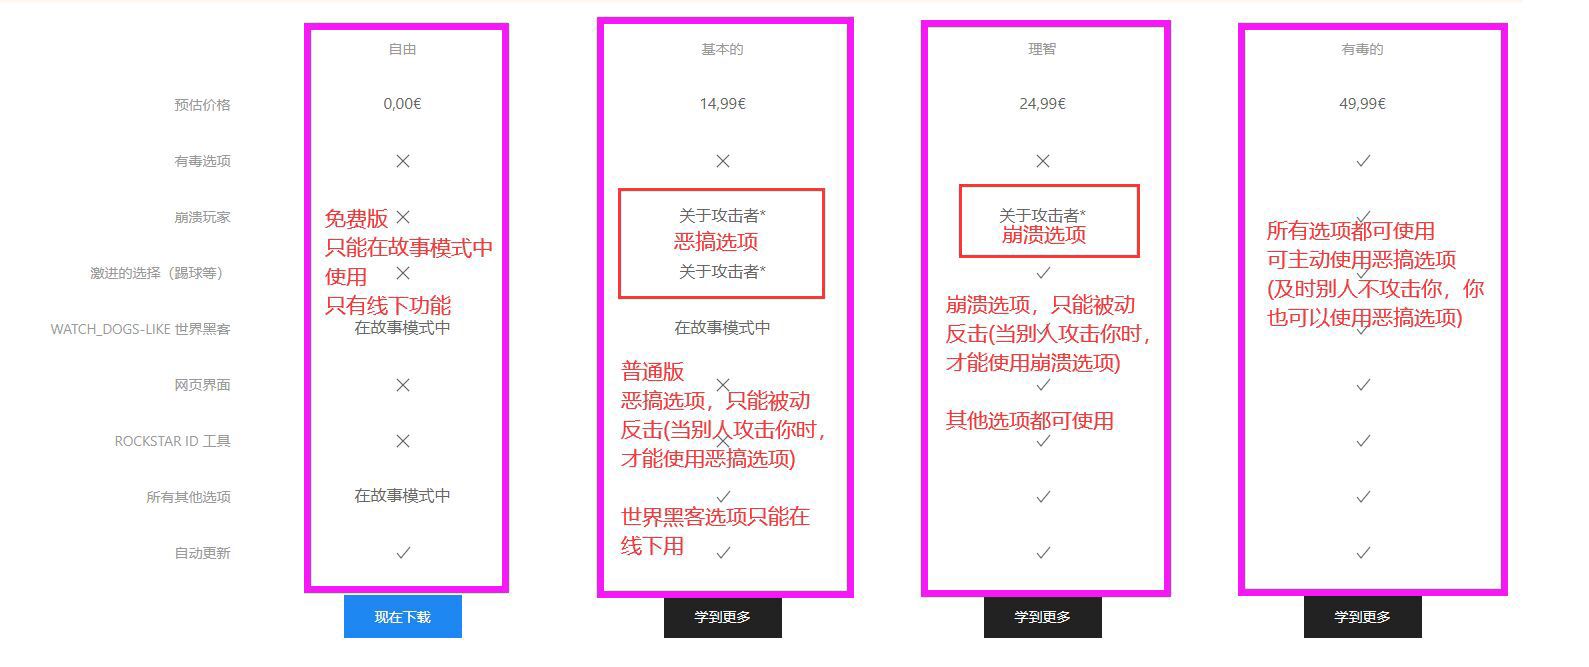 自由
基本的
理智
有毒的
预估价格
0,00€
14,99€
24,99€
49,99€
有毒选项
崩溃玩家
免费版
只能在故事模式中
使用
只有线下功能
关于攻击者*
恶搞选项
关于攻击者*
关于攻击者*
崩溃选项
所有选项都可使用
可主动使用恶搞选项
(及时别人不攻击你，你
也可以使用恶搞选项)
激进的选择（踢球等）
崩溃选项，只能被动
反击(当别人攻击你时，
才能使用崩溃选项)
WATCH_DOGS-LIKE 世界黑客
在故事模式中
在故事模式中
普通版
恶搞选项，只能被动
反击(当别人攻击你时，
才能使用恶搞选项)
网页界面
其他选项都可使用
ROCKSTAR ID 工具
所有其他选项
在故事模式中
世界黑客选项只能在
线下用
自动更新
现在下载
学到更多
学到更多
学到更多